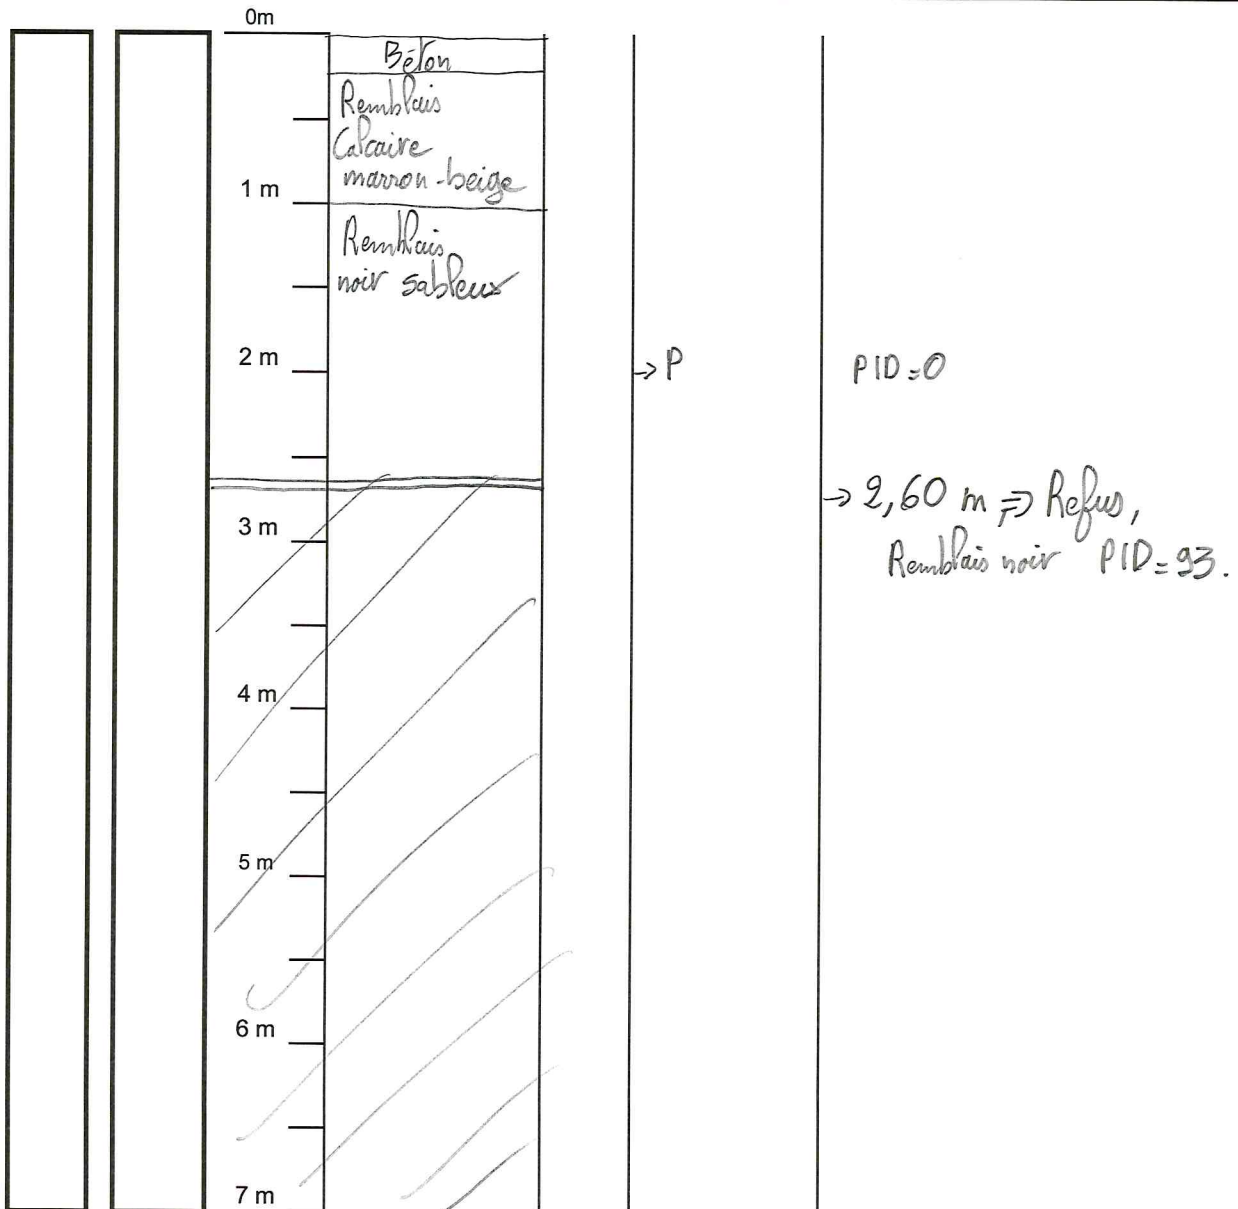 0m
Béton
Remblais
Calcaire
marron-beige
1 m
Remblais
noir sableux
2 m
→ P
PID = 0
→ 2,60 m ⇒ Refus,
3 m
Remblais noir PID = 93.
4 m
5 m
6 m
7 m